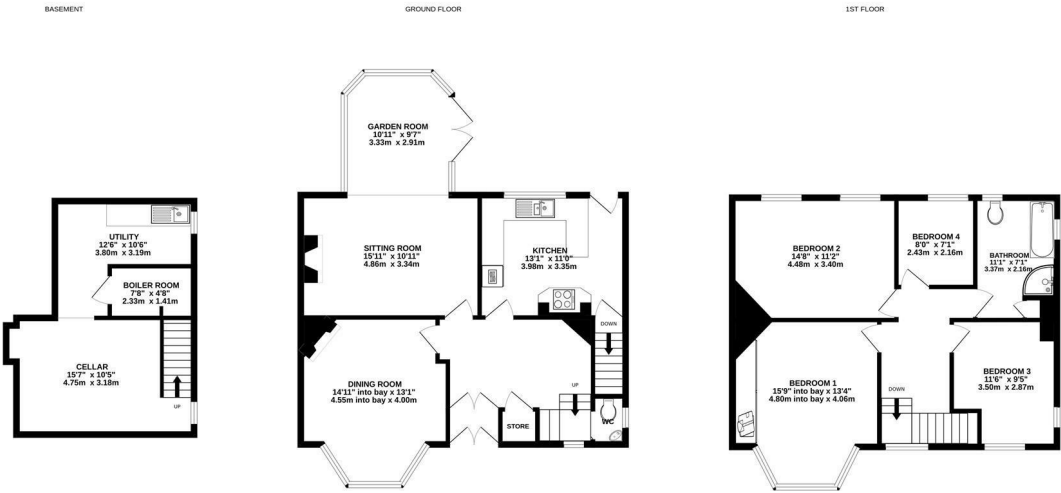 BASEMENT
UTILITY
12'6" x 10'6"
3.80m x 3.19m
BOILER ROOM
7'8" x 4'8"
2.33m x 1.41m
CELLAR
15'7" x 10'5"
4.75m x 3.18m
UP
GROUND FLOOR
GARDEN ROOM
10'11" x 9'7"
3.33m x 2.91m
SITTING ROOM
15'11" x 10'11"
4.86m x 3.34m
KITCHEN
13'1" x 11'0"
3.98m x 3.35m
DOWN
DINING ROOM
14'11" into bay x 13'1"
4.55m into bay x 4.00m
UP
STORE
WC
1ST FLOOR
BEDROOM 2
14'8" x 11'2"
4.48m x 3.40m
BEDROOM 4
8'0" x 7'1"
2.43m x 2.16m
BATHROOM
11'1" x 7'1"
3.37m x 2.16m
BEDROOM 1
15'9" into bay x 13'4"
4.80m into bay x 4.06m
DOWN
BEDROOM 3
11'6" x 9'5"
3.50m x 2.87m